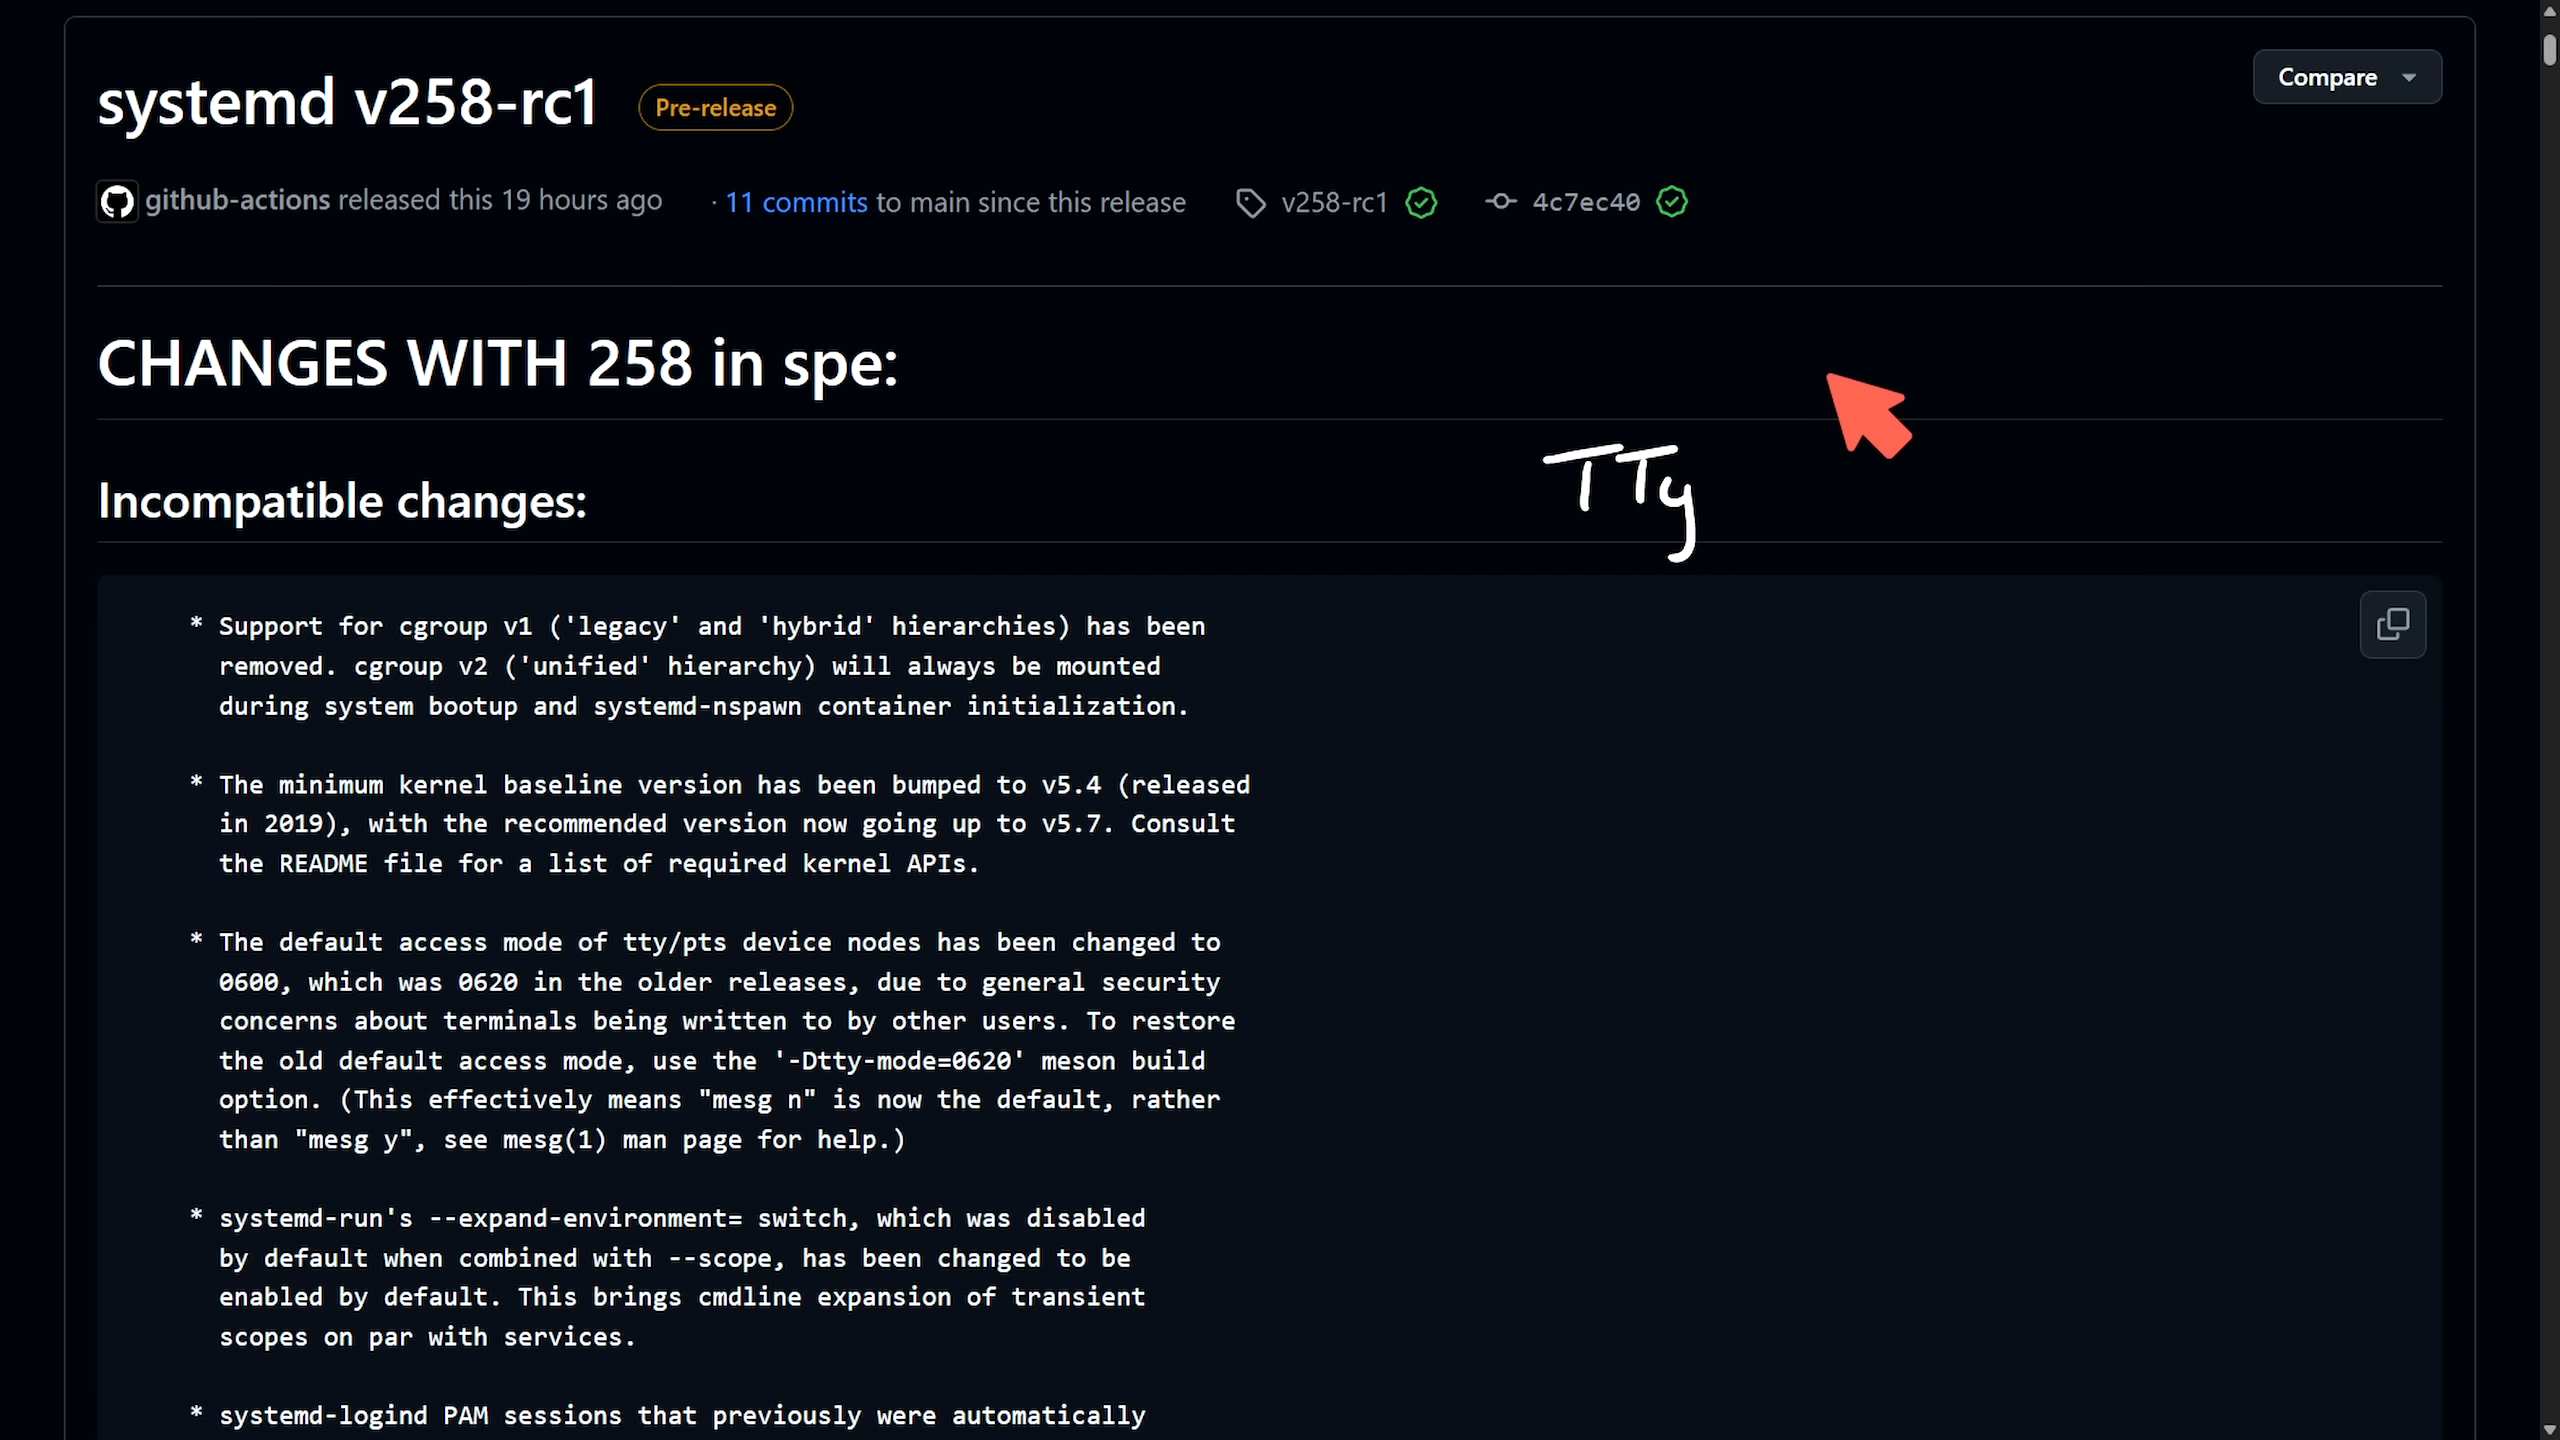 systemd v258-rc1 Pre-release
Compare
github-actions released this 19 hours ago · 11 commits to main since this release v258-rc1 4c7ec40
CHANGES WITH 258 in spe:
TTy
Incompatible changes:
* Support for cgroup v1 ('legacy' and 'hybrid' hierarchies) has been
removed. cgroup v2 ('unified' hierarchy) will always be mounted
during system bootup and systemd-nspawn container initialization.
* The minimum kernel baseline version has been bumped to v5.4 (released
in 2019), with the recommended version now going up to v5.7. Consult
the README file for a list of required kernel APIs.
* The default access mode of tty/pts device nodes has been changed to
0600, which was 0620 in the older releases, due to general security
concerns about terminals being written to by other users. To restore
the old default access mode, use the '-Dtty-mode=0620' meson build
option. (This effectively means "mesg n" is now the default, rather
than "mesg y", see mesg(1) man page for help.)
* systemd-run's --expand-environment= switch, which was disabled
by default when combined with --scope, has been changed to be
enabled by default. This brings cmdline expansion of transient
scopes on par with services.
* systemd-logind PAM sessions that previously were automatically